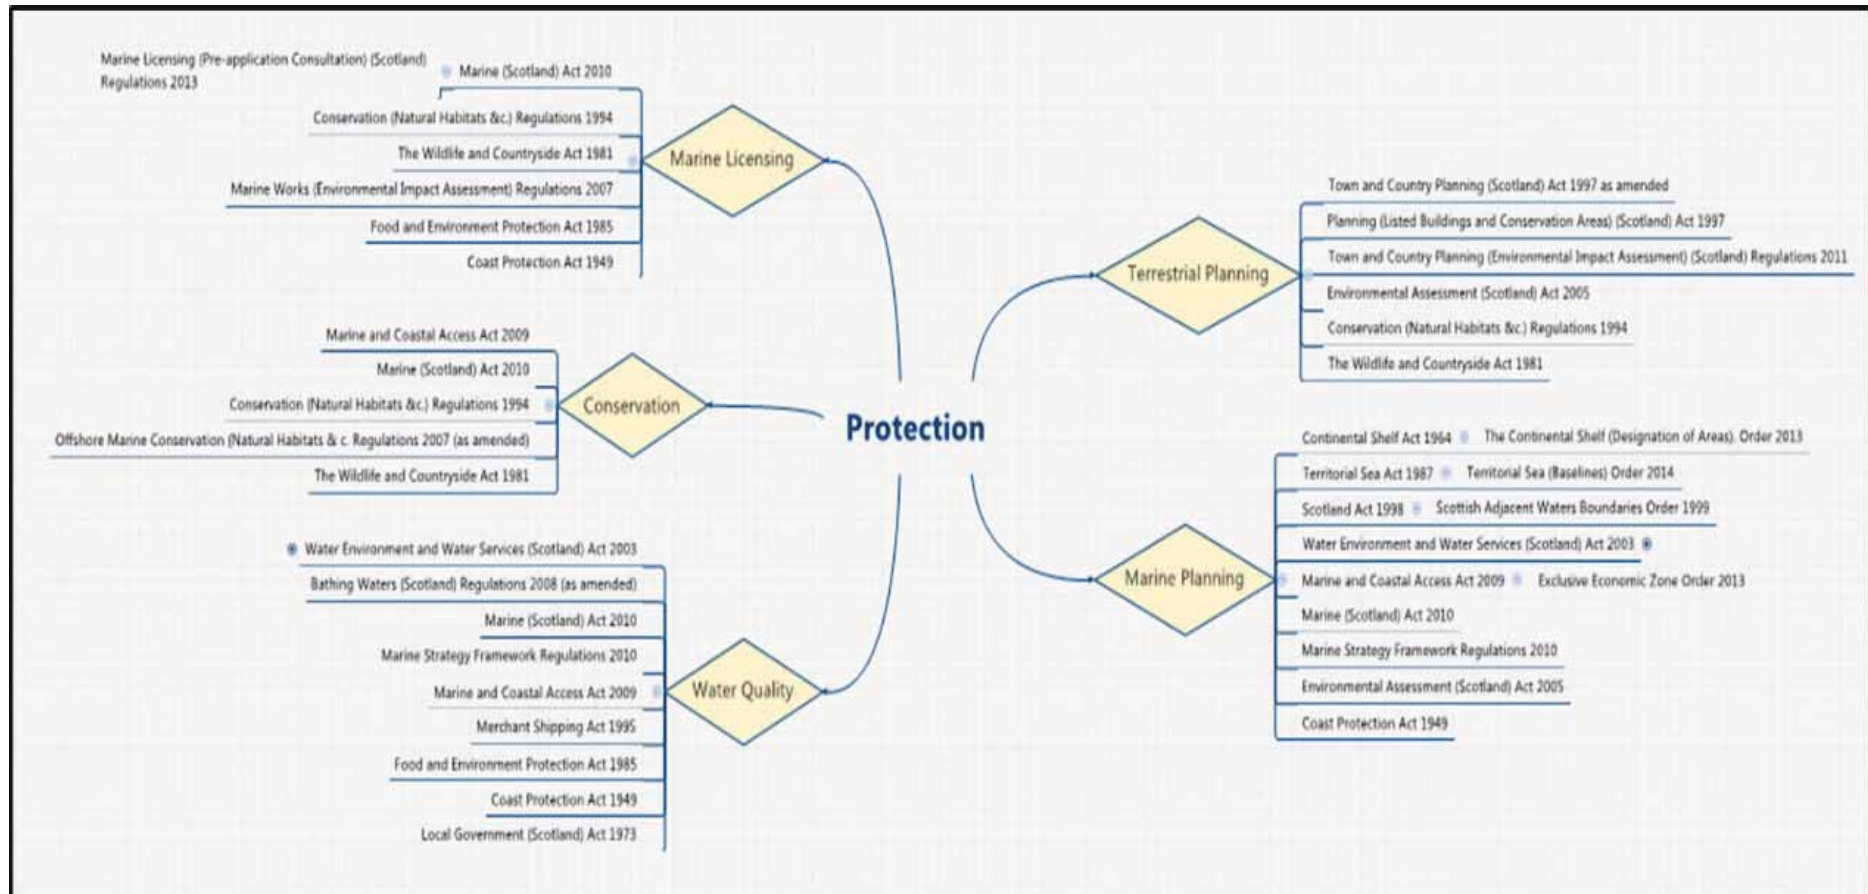 Marine Licensing (Pre-application Consultation) (Scotland)
Regulations 2013
Marine (Scotland) Act 2010
Conservation (Natural Habitats &c.) Regulations 1994
The Wildlife and Countryside Act 1981
Marine Works (Environmental Impact Assessment) Regulations 2007
Food and Environment Protection Act 1985
Coast Protection Act 1949
Marine Licensing
Marine and Coastal Access Act 2009
Marine (Scotland) Act 2010
Conservation (Natural Habitats &c.) Regulations 1994
Offshore Marine Conservation (Natural Habitats & c. Regulations 2007 (as amended)
The Wildlife and Countryside Act 1981
Conservation
Water Environment and Water Services (Scotland) Act 2003
Bathing Waters (Scotland) Regulations 2008 (as amended)
Marine (Scotland) Act 2010
Marine Strategy Framework Regulations 2010
Marine and Coastal Access Act 2009
Merchant Shipping Act 1995
Food and Environment Protection Act 1985
Coast Protection Act 1949
Local Government (Scotland) Act 1973
Water Quality
Protection
Terrestrial Planning
Town and Country Planning (Scotland) Act 1997 as amended
Planning (Listed Buildings and Conservation Areas) (Scotland) Act 1997
Town and Country Planning (Environmental Impact Assessment) (Scotland) Regulations 2011
Environmental Assessment (Scotland) Act 2005
Conservation (Natural Habitats &c.) Regulations 1994
The Wildlife and Countryside Act 1981
Marine Planning
Continental Shelf Act 1964 The Continental Shelf (Designation of Areas). Order 2013
Territorial Sea Act 1987 Territorial Sea (Baselines) Order 2014
Scotland Act 1998 Scottish Adjacent Waters Boundaries Order 1999
Water Environment and Water Services (Scotland) Act 2003
Marine and Coastal Access Act 2009 Exclusive Economic Zone Order 2013
Marine (Scotland) Act 2010
Marine Strategy Framework Regulations 2010
Environmental Assessment (Scotland) Act 2005
Coast Protection Act 1949